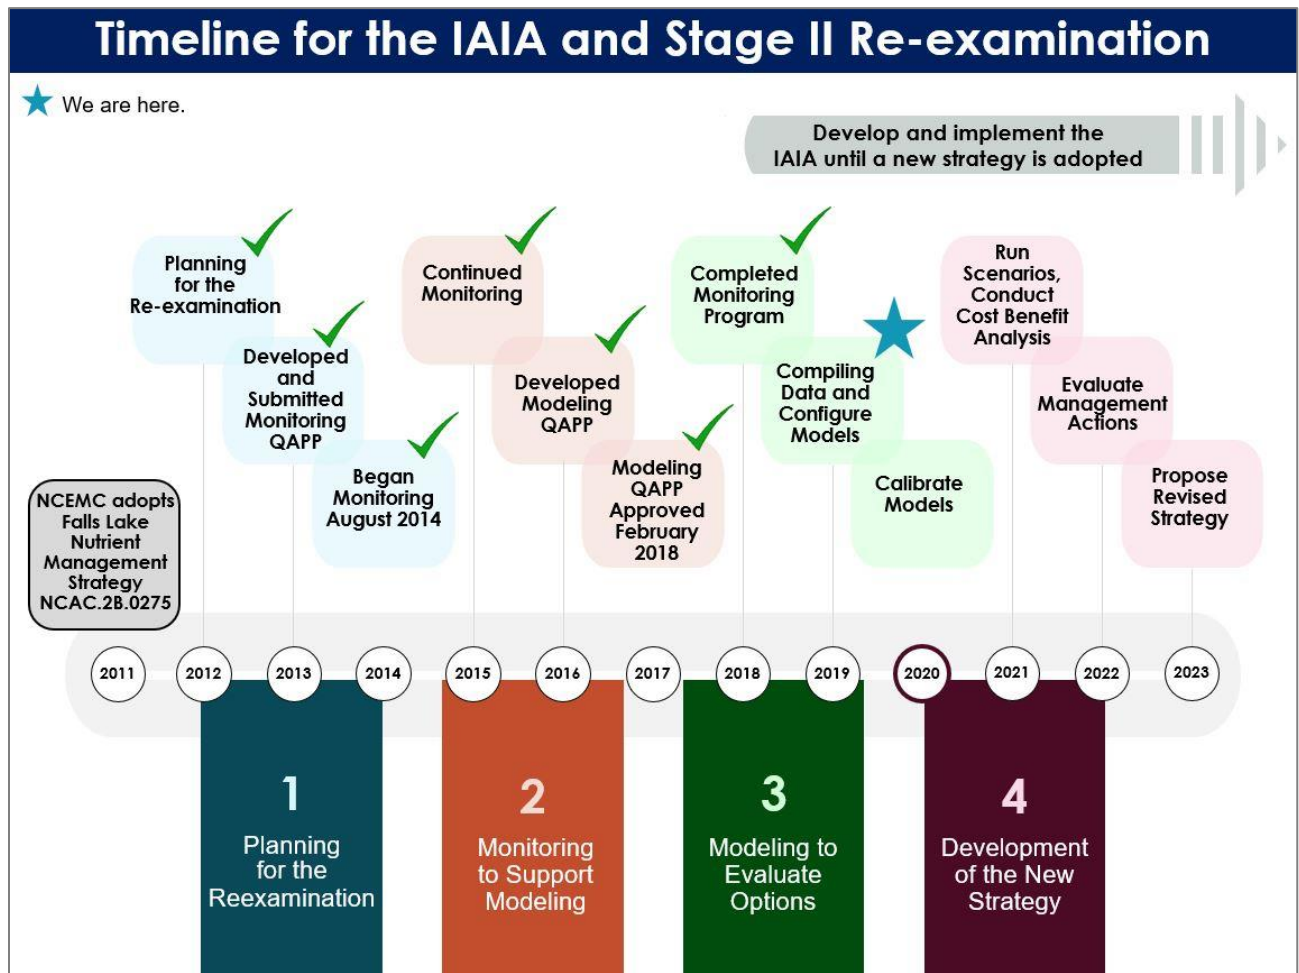 Timeline for the IAIA and Stage II Re-examination
We are here.
Develop and implement the
IAIA until a new strategy is adopted
Planning
for the
Re-examination
Developed
and
Submitted
Monitoring
QAPP
Began
Monitoring
August 2014
Continued
Monitoring
Developed
Modeling
QAPP
Modeling
QAPP
Approved
February
2018
Completed
Monitoring
Program
Compiling
Data and
Configure
Models
Calibrate
Models
Run
Scenarios,
Conduct
Cost Benefit
Analysis
Evaluate
Management
Actions
Propose
Revised
Strategy
NCEMC adopts
Falls Lake
Nutrient
Management
Strategy
NCAC.2B.0275
2011
2012
2013
2014
2015
2016
2017
2018
2019
2020
2021
2022
2023
1
Planning
for the
Reexamination
2
Monitoring
to Support
Modeling
3
Modeling to
Evaluate
Options
4
Development
of the New
Strategy